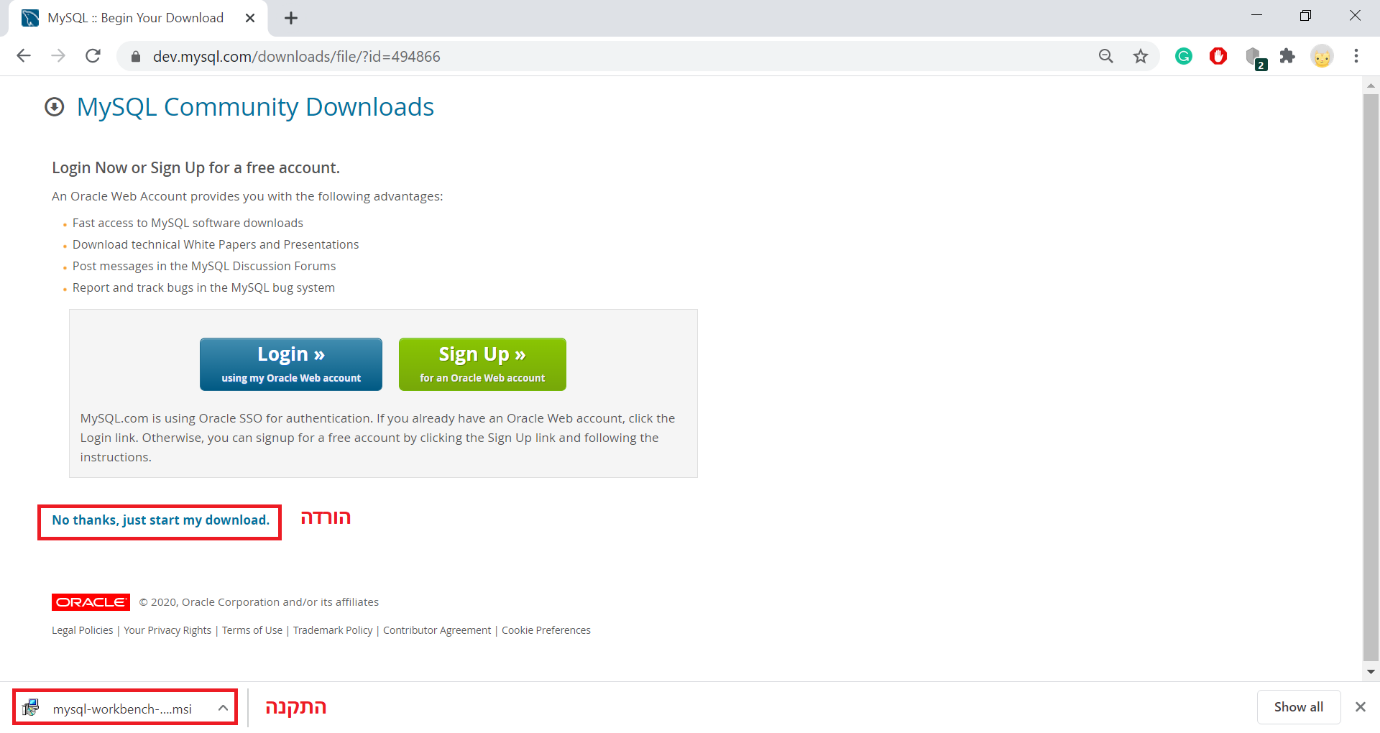 MySQL :: Begin Your Download
dev.mysql.com/downloads/file/?id=494866
2
MySQL Community Downloads
Login Now or Sign Up for a free account.
An Oracle Web Account provides you with the following advantages:
Fast access to MySQL software downloads
Download technical White Papers and Presentations
Post messages in the MySQL Discussion Forums
Report and track bugs in the MySQL bug system
Login »
using my Oracle Web account
Sign Up »
for an Oracle Web account
MySQL.com is using Oracle SSO for authentication. If you already have an Oracle Web account, click the
Login link. Otherwise, you can signup for a free account by clicking the Sign Up link and following the
instructions.
No thanks, just start my download.
הורדה
ORACLE © 2020, Oracle Corporation and/or its affiliates
Legal Policies | Your Privacy Rights | Terms of Use | Trademark Policy | Contributor Agreement | Cookie Preferences
mysql-workbench-....msi
התקנה
Show all